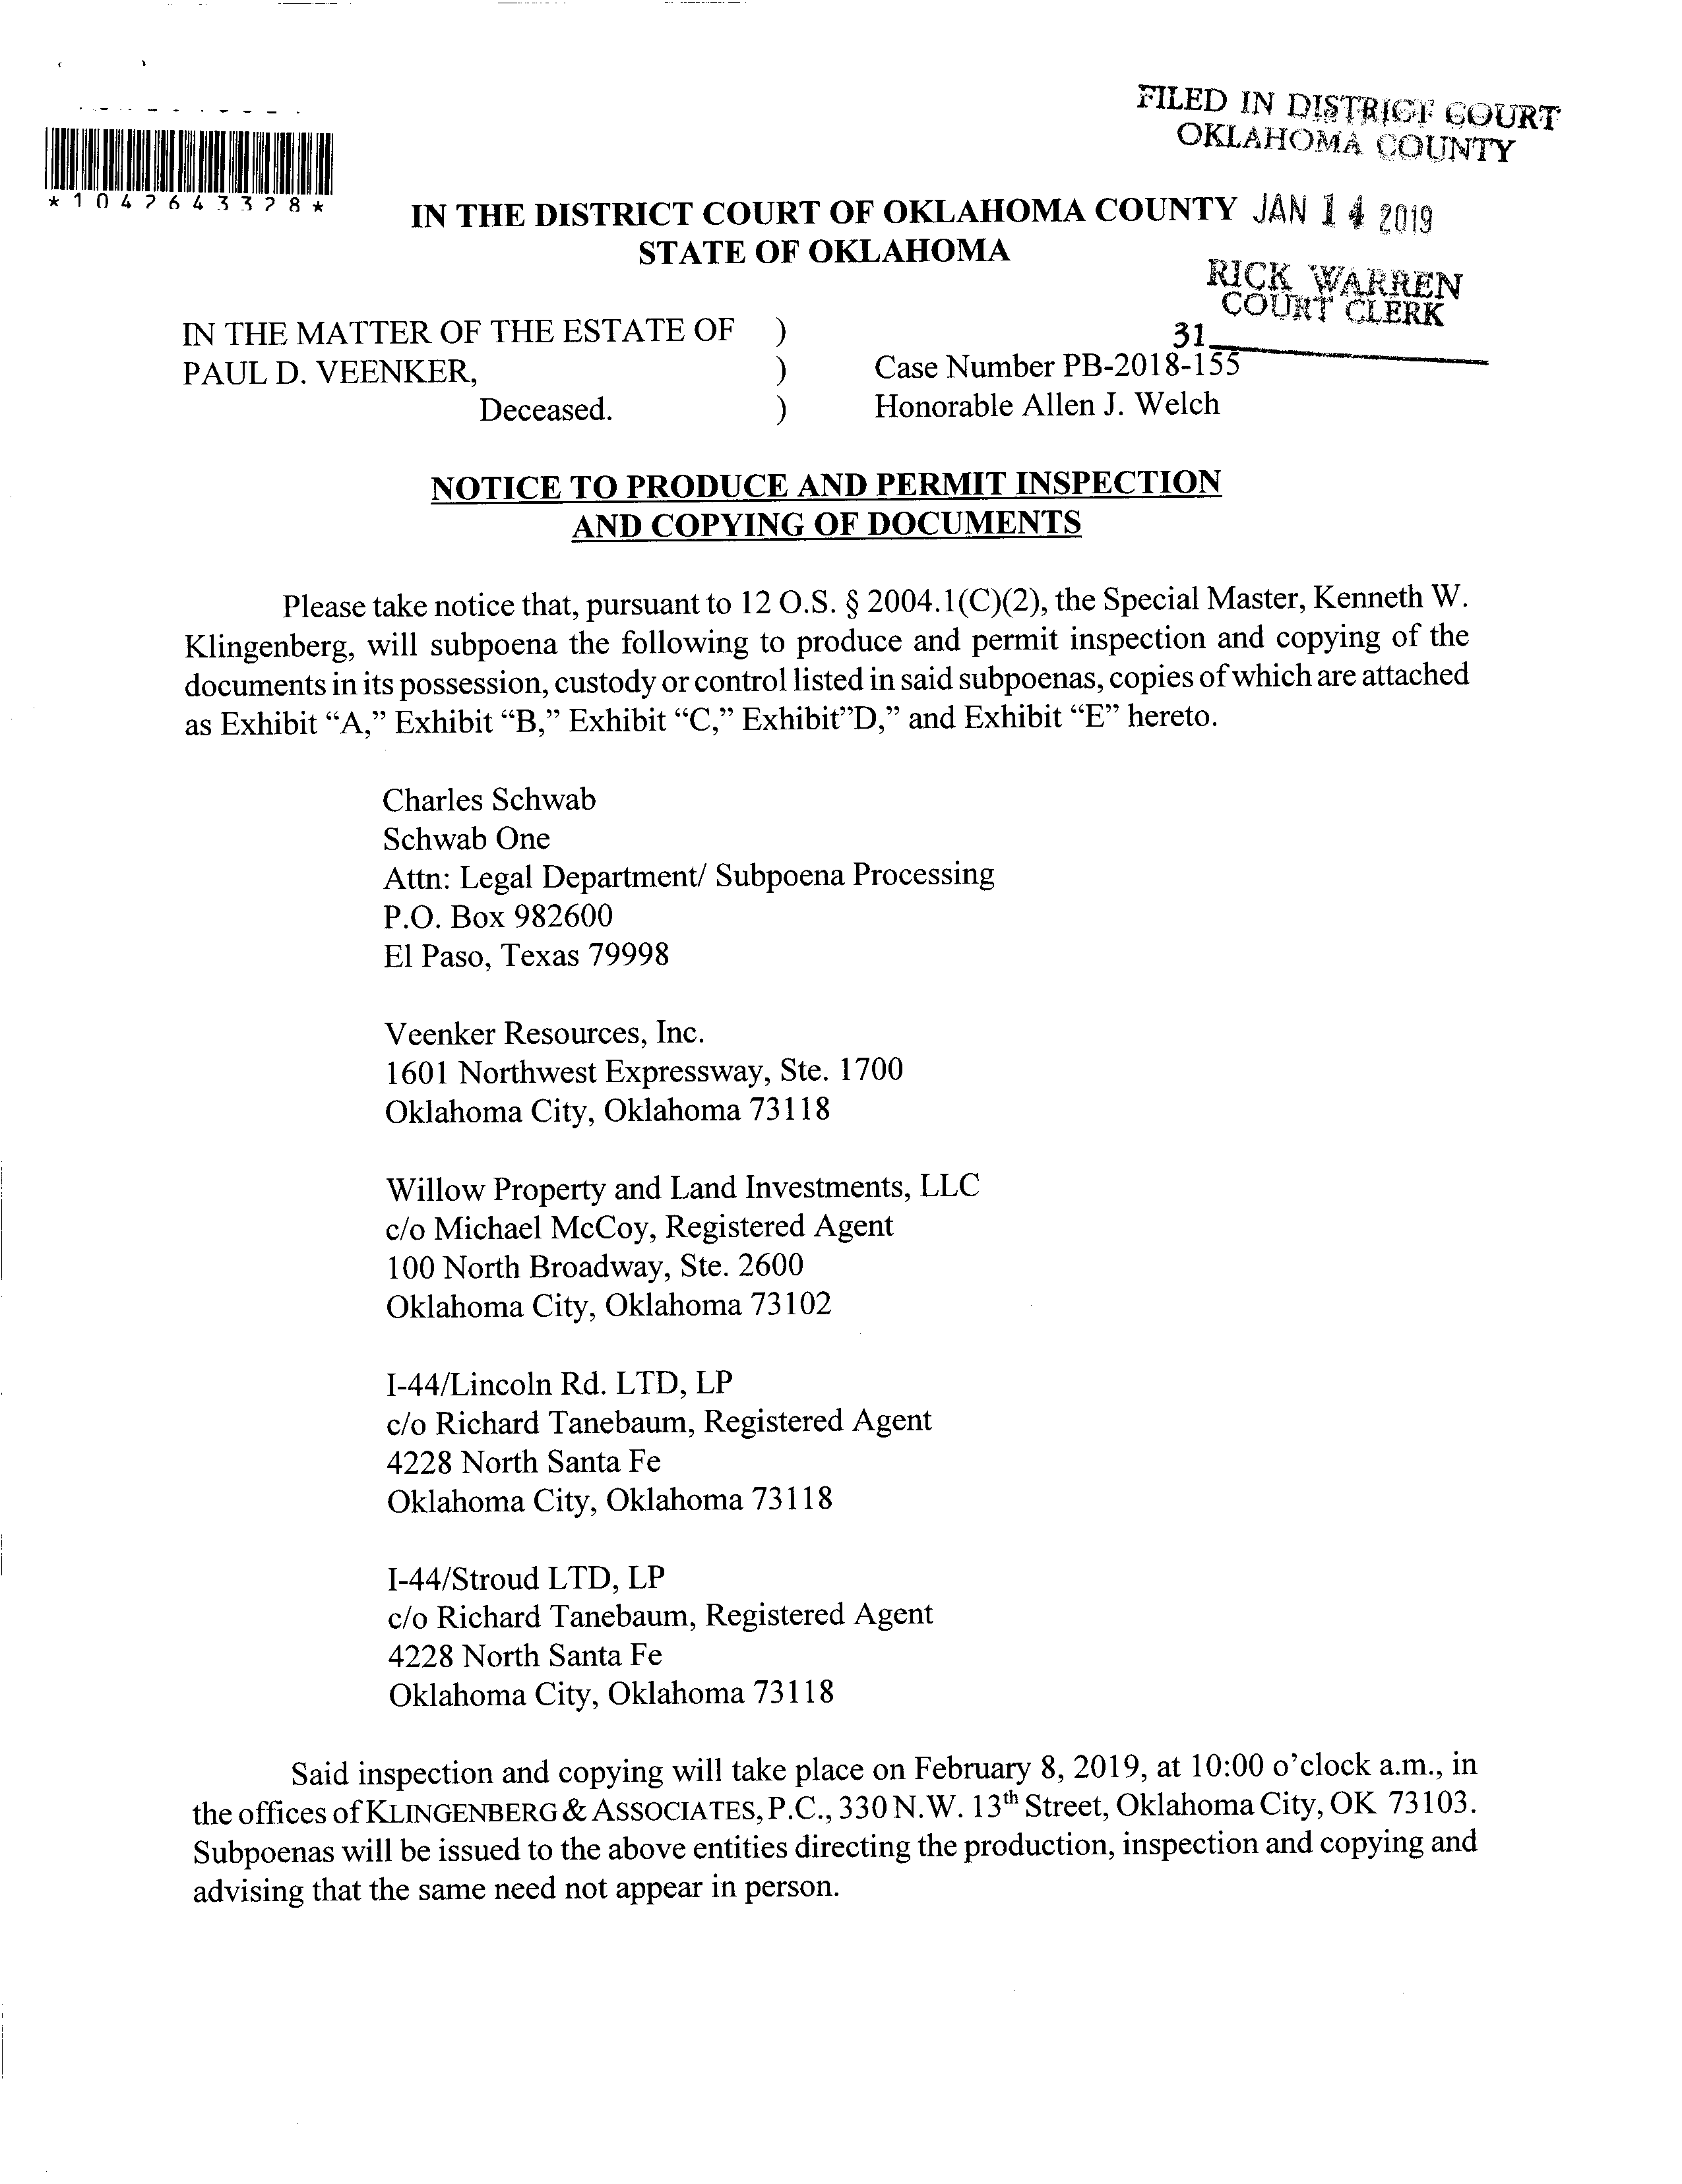 FILED IN DISTRICT COURT
OKLAHOMA COUNTY
*1042643328*
IN THE DISTRICT COURT OF OKLAHOMA COUNTY JAN 14 2019
STATE OF OKLAHOMA
RICK WARREN
COURT CLERK
31
IN THE MATTER OF THE ESTATE OF )
PAUL D. VEENKER, ) Case Number PB-2018-155
Deceased. ) Honorable Allen J. Welch
NOTICE TO PRODUCE AND PERMIT INSPECTION
AND COPYING OF DOCUMENTS
Please take notice that, pursuant to 12 O.S. § 2004.1(C)(2), the Special Master, Kenneth W.
Klingenberg, will subpoena the following to produce and permit inspection and copying of the
documents in its possession, custody or control listed in said subpoenas, copies of which are attached
as Exhibit “A,” Exhibit “B,” Exhibit “C,” Exhibit”D,” and Exhibit “E” hereto.
Charles Schwab
Schwab One
Attn: Legal Department/ Subpoena Processing
P.O. Box 982600
El Paso, Texas 79998
Veenker Resources, Inc.
1601 Northwest Expressway, Ste. 1700
Oklahoma City, Oklahoma 73118
Willow Property and Land Investments, LLC
c/o Michael McCoy, Registered Agent
100 North Broadway, Ste. 2600
Oklahoma City, Oklahoma 73102
I-44/Lincoln Rd. LTD, LP
c/o Richard Tanebaum, Registered Agent
4228 North Santa Fe
Oklahoma City, Oklahoma 73118
I-44/Stroud LTD, LP
c/o Richard Tanebaum, Registered Agent
4228 North Santa Fe
Oklahoma City, Oklahoma 73118
Said inspection and copying will take place on February 8, 2019, at 10:00 o’clock a.m., in
the offices of KLINGENBERG & ASSOCIATES, P.C., 330 N.W. 13th Street, Oklahoma City, OK 73103.
Subpoenas will be issued to the above entities directing the production, inspection and copying and
advising that the same need not appear in person.